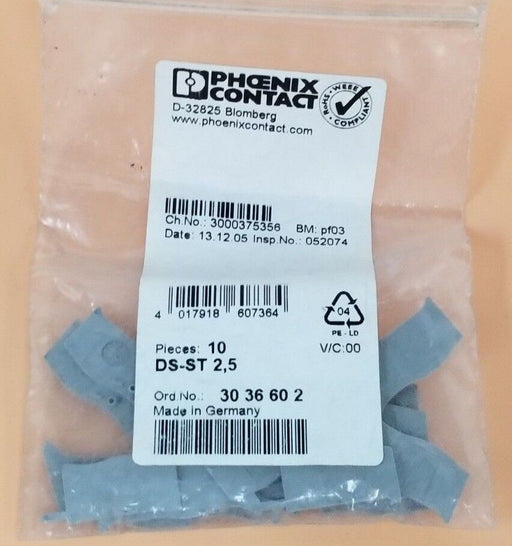 PHŒNIX
CONTACT
RoHS · WEEE
COMPLIANT
D-32825 Blomberg
www.phoenixcontact.com
Ch.No.: 3000375356 BM: pf03
Date: 13.12.05 Insp.No.: 052074
4 017918 607364
04
PE - LD
Pieces: 10 V/C:00
DS-ST 2,5
Ord.No.: 30 36 60 2
Made in Germany